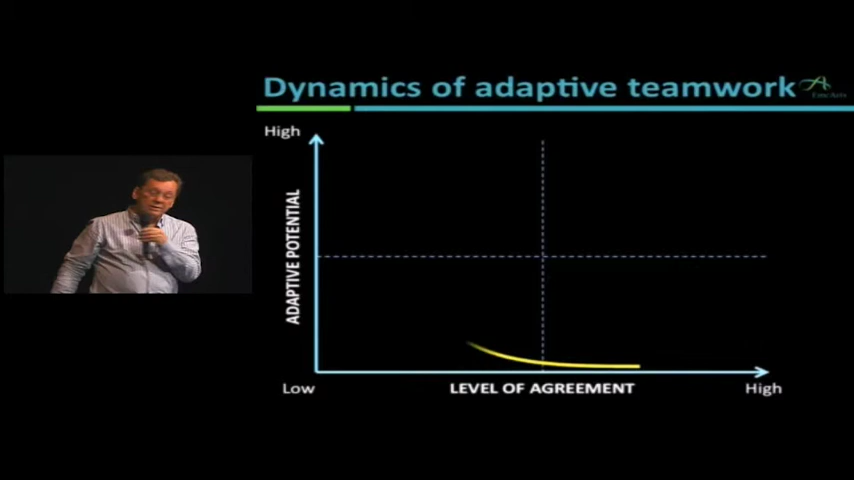 Dynamics of adaptive teamwork
High
ADAPTIVE POTENTIAL
Low
LEVEL OF AGREEMENT
High